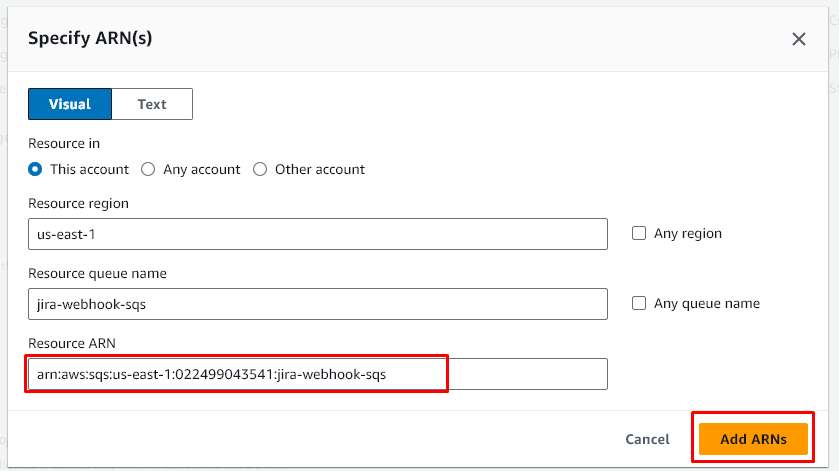 Specify ARN(s)
Visual Text
Resource in
This account Any account Other account
Resource region
us-east-1 Any region
Resource queue name
jira-webhook-sqs Any queue name
Resource ARN
arn:aws:sqs:us-east-1:022499043541:jira-webhook-sqs
Cancel Add ARNs